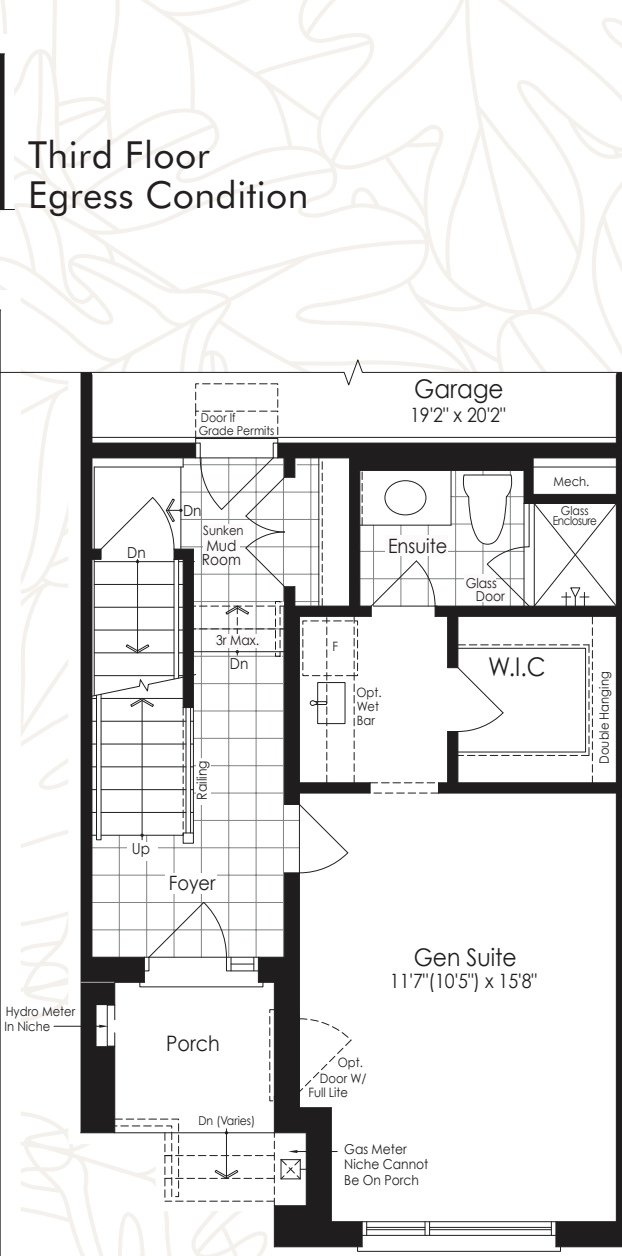 Third Floor
Egress Condition
Garage
19'2" x 20'2"
Door If
Grade Permits
Dn
Sunken
Mud
Room
Dn
3r Max.
Dn
Ensuite
Glass
Door
Mech.
Glass
Enclosure
F
Opt.
Wet
Bar
W.I.C
Double Hanging
Railing
Up
Foyer
Gen Suite
11'7"(10'5") x 15'8"
Hydro Meter
In Niche
Porch
Opt.
Door W/
Full Lite
Dn (Varies)
Gas Meter
Niche Cannot
Be On Porch